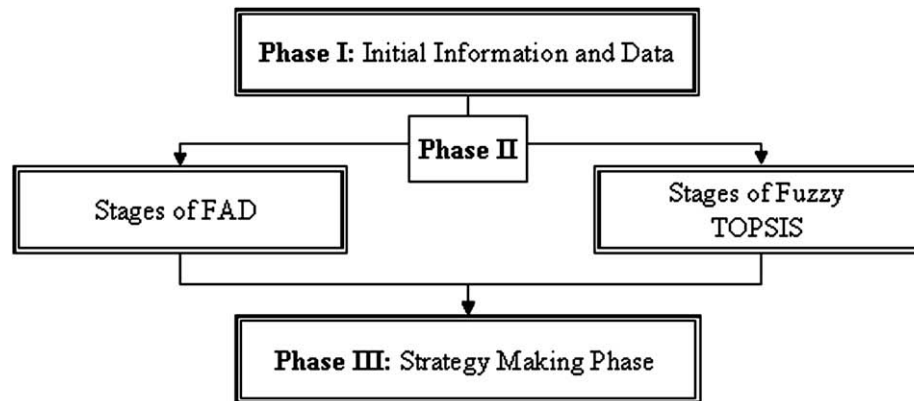 Phase I: Initial Information and Data
Phase II
Stages of FAD
Stages of Fuzzy
TOPSIS
Phase III: Strategy Making Phase